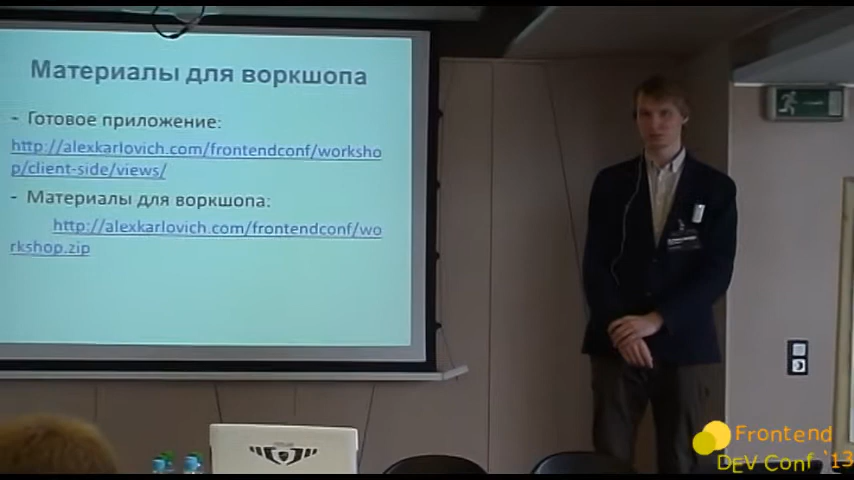 Материалы для воркшопа
- Готовое приложение:
http://alexkarlovich.com/frontendconf/worksho
p/client-side/views/
- Материалы для воркшопа:
http://alexkarlovich.com/frontendconf/wo
rkshop.zip
Frontend
DEV Conf '13